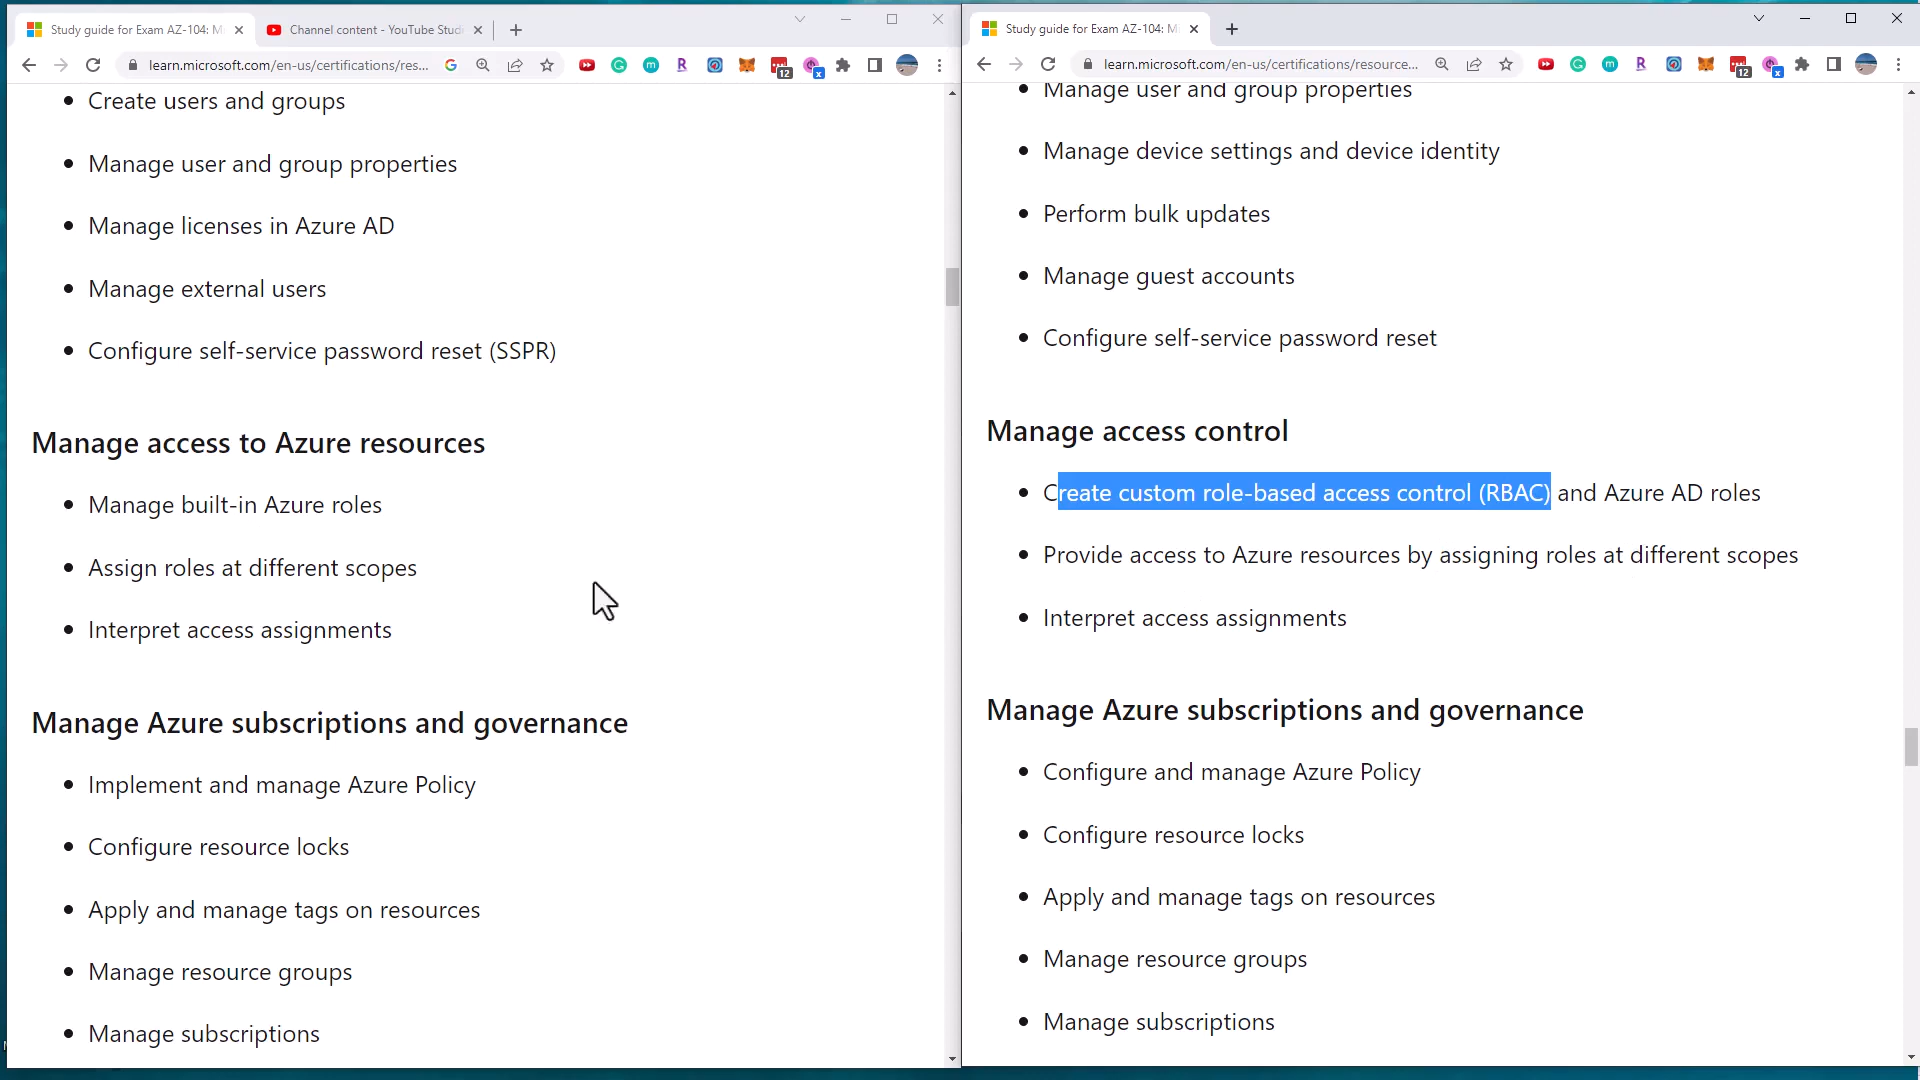 Study guide for Exam AZ-104: M
Channel content - YouTube Stud
learn.microsoft.com/en-us/certifications/res...
12
x
Create users and groups
Manage user and group properties
Manage licenses in Azure AD
Manage external users
Configure self-service password reset (SSPR)
Manage access to Azure resources
Manage built-in Azure roles
Assign roles at different scopes
Interpret access assignments
Manage Azure subscriptions and governance
Implement and manage Azure Policy
Configure resource locks
Apply and manage tags on resources
Manage resource groups
Manage subscriptions
Study guide for Exam AZ-104: M
learn.microsoft.com/en-us/certifications/resource...
12
x
Manage user and group properties
Manage device settings and device identity
Perform bulk updates
Manage guest accounts
Configure self-service password reset
Manage access control
Create custom role-based access control (RBAC) and Azure AD roles
Provide access to Azure resources by assigning roles at different scopes
Interpret access assignments
Manage Azure subscriptions and governance
Configure and manage Azure Policy
Configure resource locks
Apply and manage tags on resources
Manage resource groups
Manage subscriptions